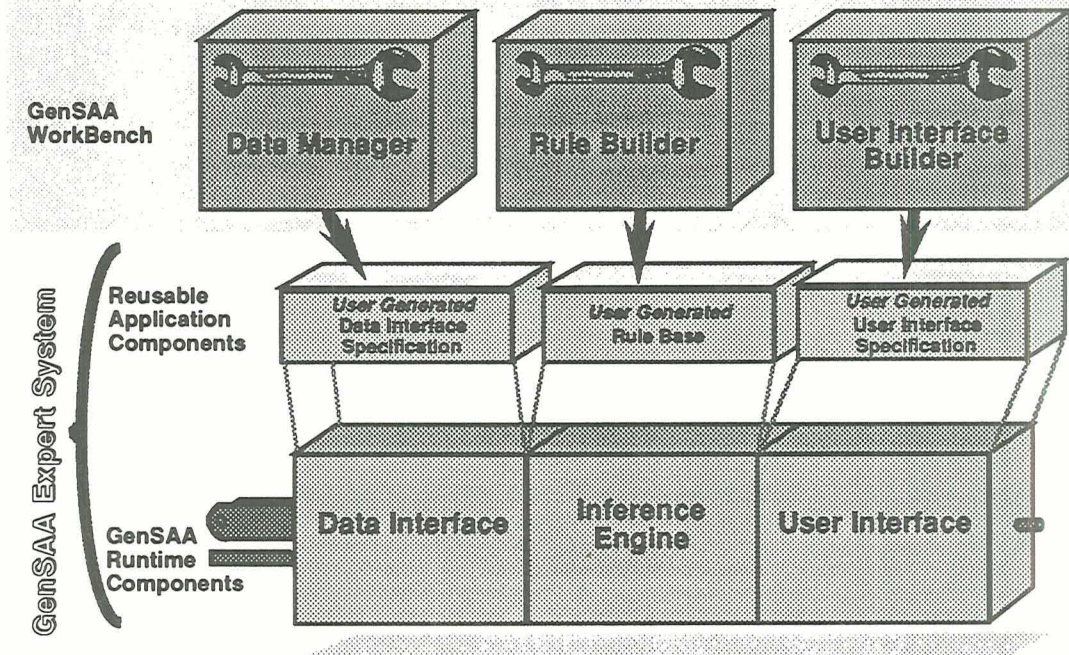 GenSAA
WorkBench
Data Manager
Rule Builder
User Interface
Builder
GenSAA Expert System
Reusable
Application
Components
User Generated
Data Interface
Specification
User Generated
Rule Base
User Generated
User Interface
Specification
GenSAA
Runtime
Components
Data Interface
Inference
Engine
User Interface